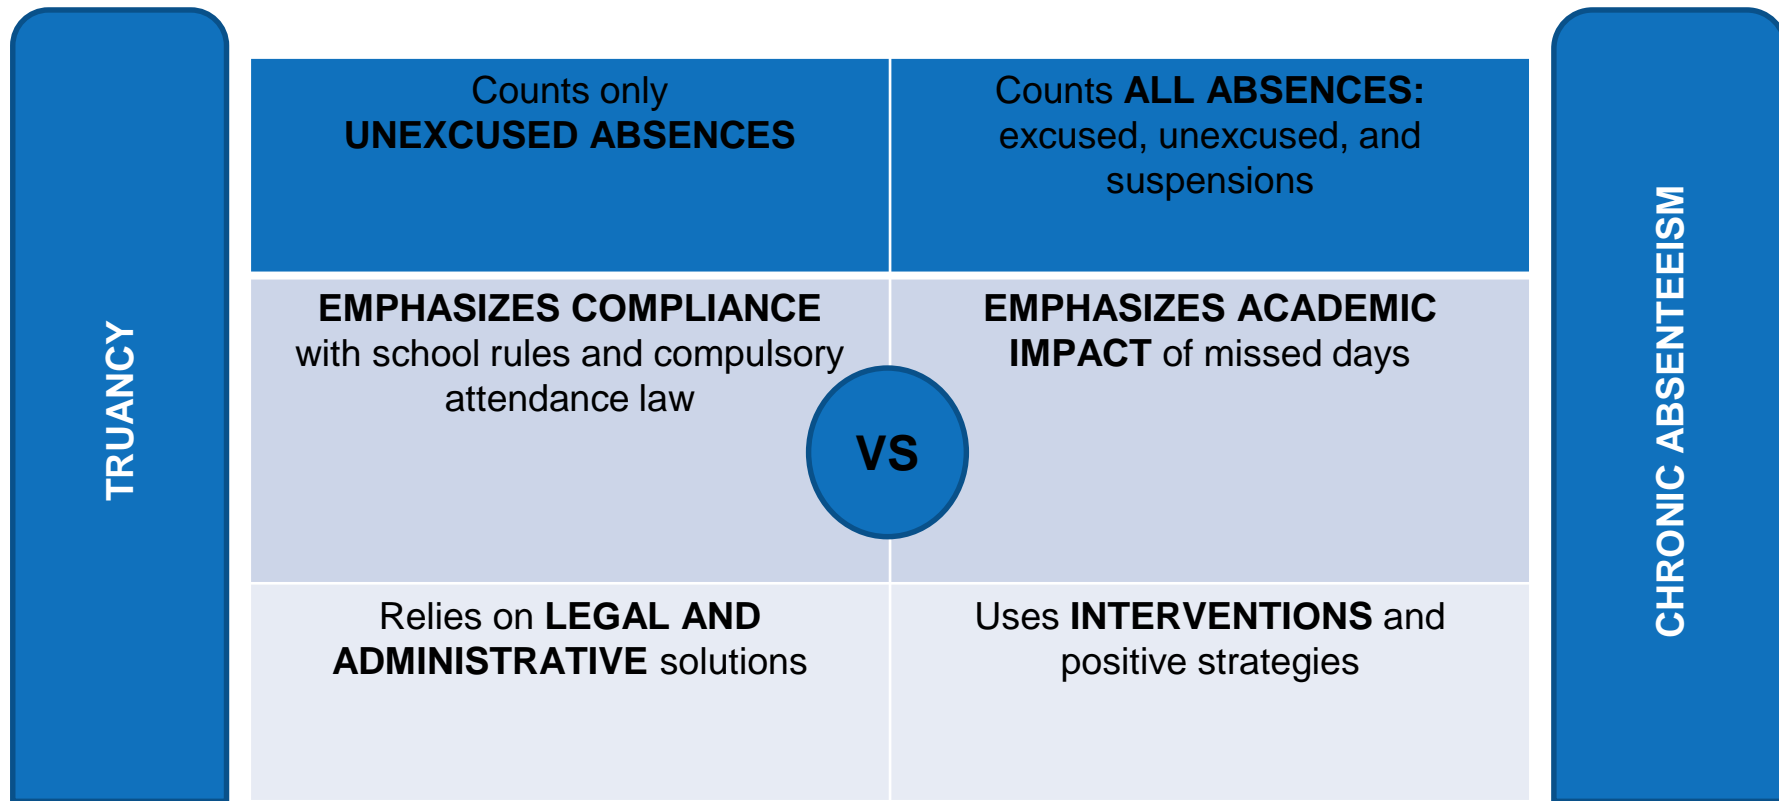 TRUANCY
Counts only
UNEXCUSED ABSENCES
Counts ALL ABSENCES:
excused, unexcused, and
suspensions
EMPHASIZES COMPLIANCE
with school rules and compulsory
attendance law
EMPHASIZES ACADEMIC
IMPACT of missed days
VS
Relies on LEGAL AND
ADMINISTRATIVE solutions
Uses INTERVENTIONS and
positive strategies
CHRONIC ABSENTEEISM